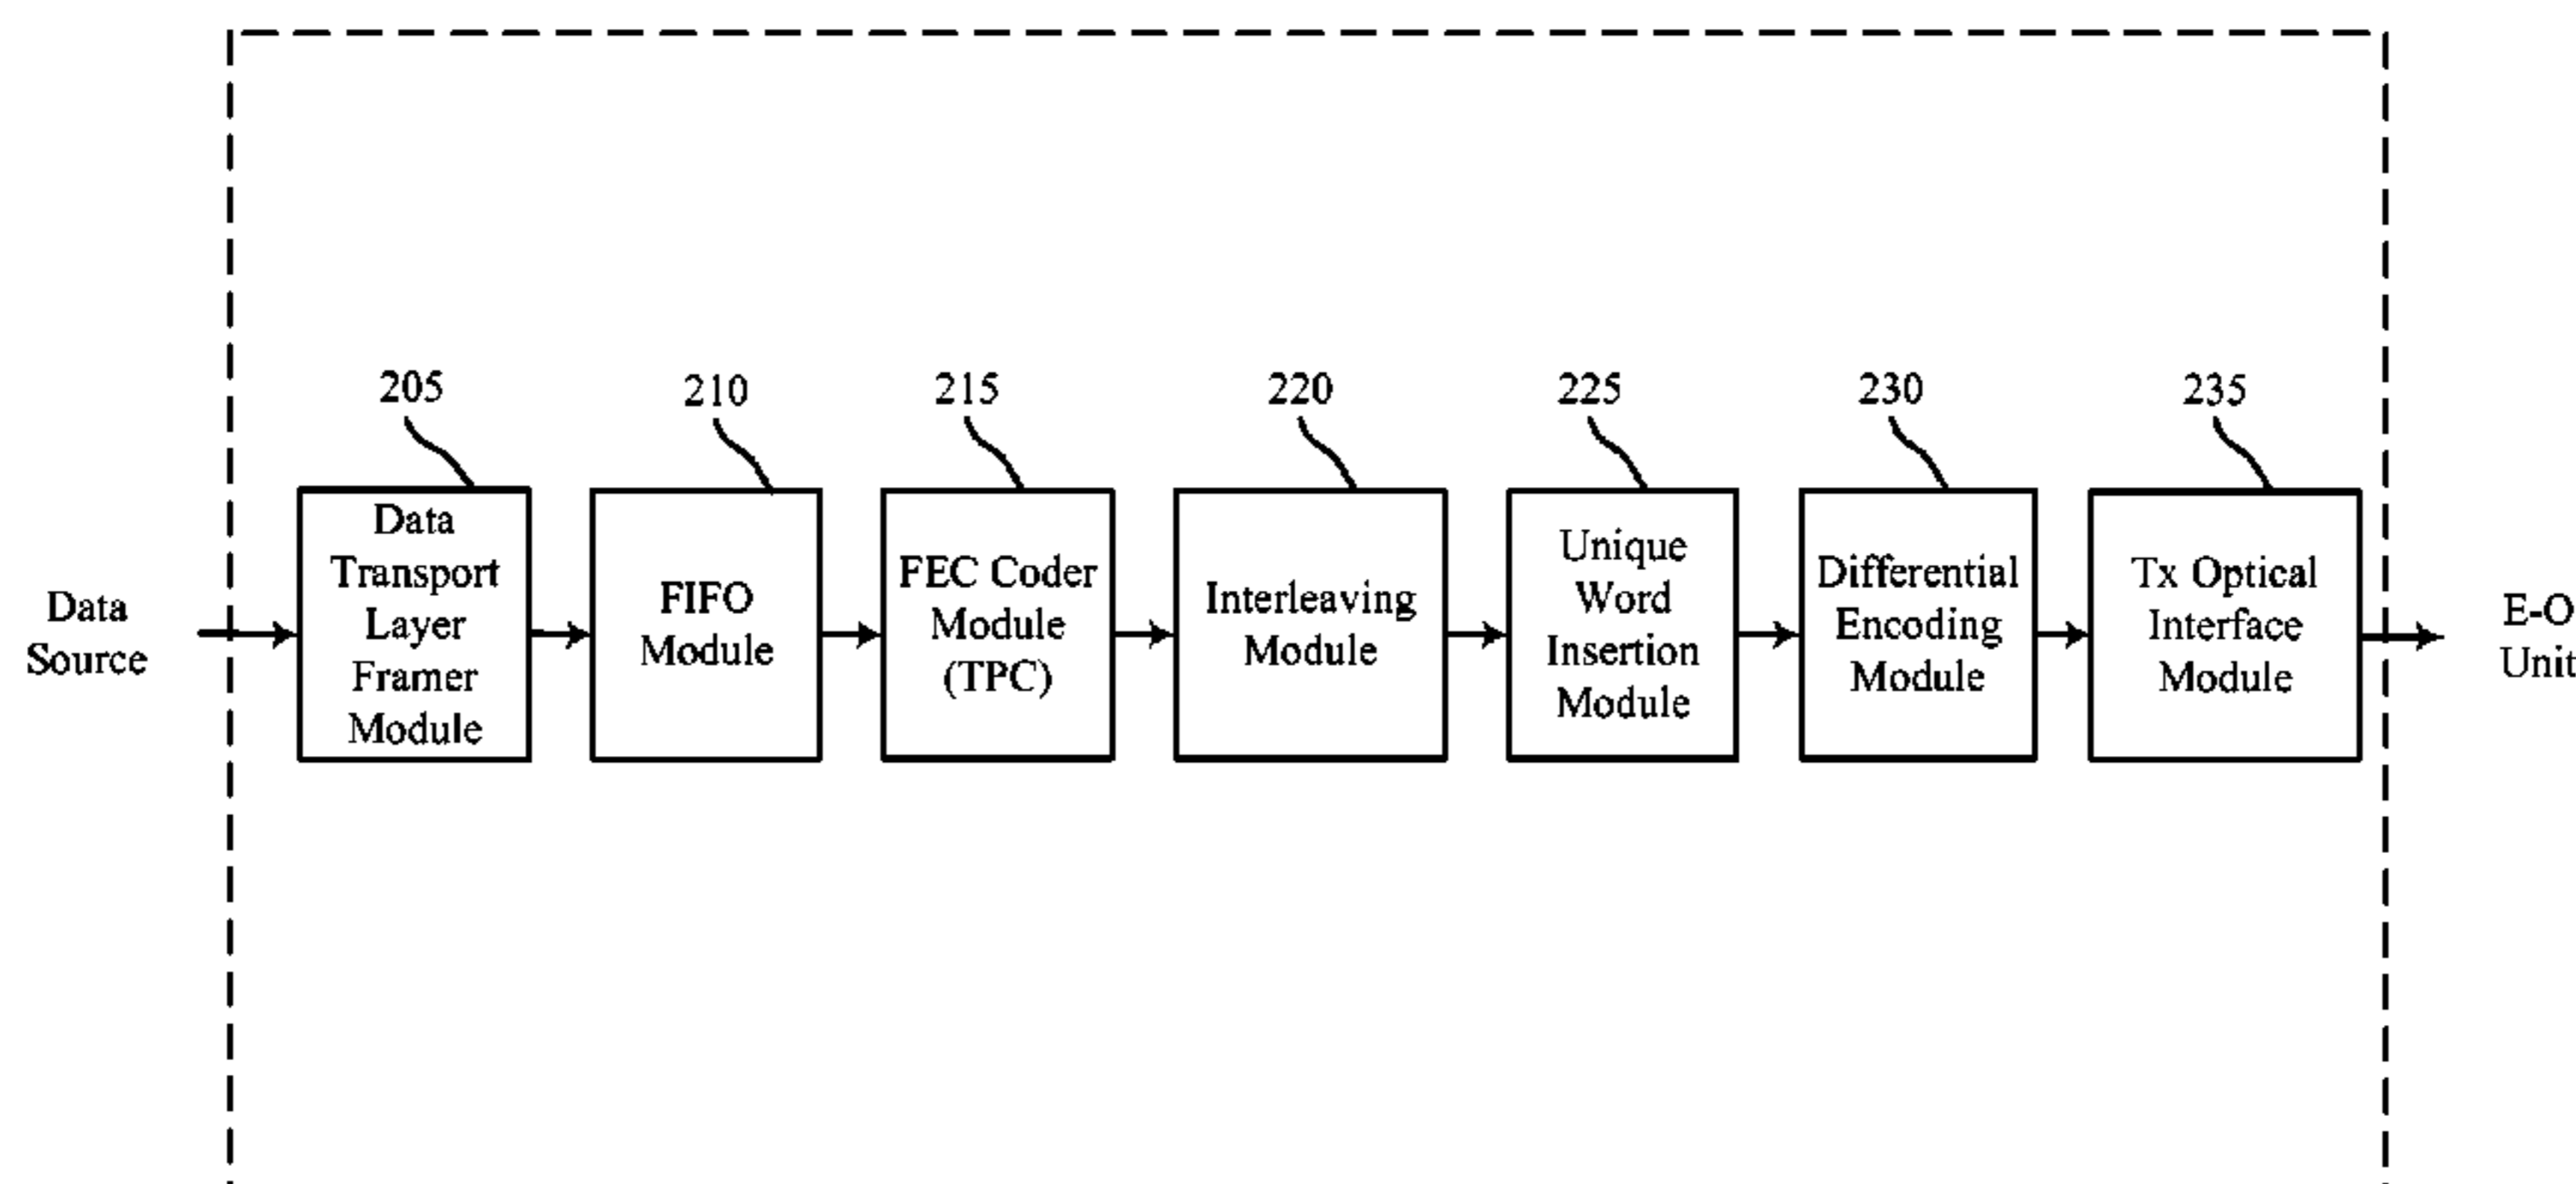 205
210
215
220
225
230
235
Data
Source
Data
Transport
Layer
Framer
Module
FIFO
Module
FEC Coder
Module
(TPC)
Interleaving
Module
Unique
Word
Insertion
Module
Differential
Encoding
Module
Tx Optical
Interface
Module
E-O
Unit